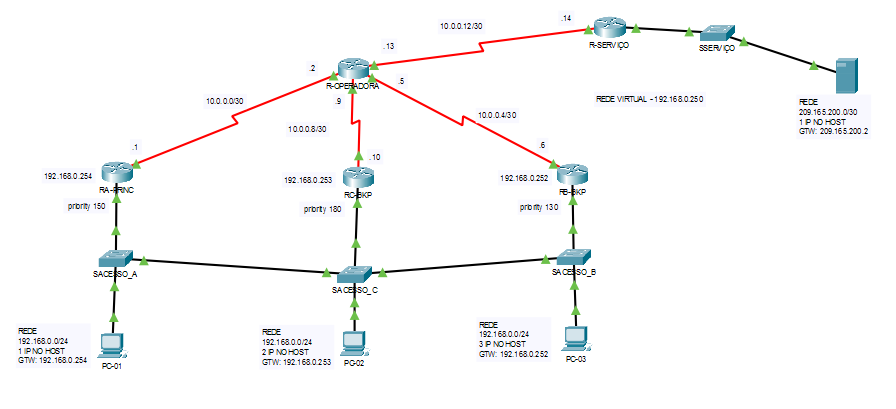 10.0.0.12/30
.14
R-SERVIÇO
SSERVIÇO
.13
.2
R-OPERADORA
.9
.5
REDE VIRTUAL - 192.168.0.250
REDE
209.165.200.0/30
1 IP NO HOST
GTW: 209.165.200.2
10.0.0.0/30
10.0.0.8/30
10.0.0.4/30
.1
.10
.6
192.168.0.254
RA-PRINC
192.168.0.253
RC-BKP
192.168.0.252
RB-BKP
priority 150
priority 180
priority 130
SACESSO_A
SACESSO_C
SACESSO_B
REDE
192.168.0.0/24
1 IP NO HOST
GTW: 192.168.0.254
PC-01
REDE
192.168.0.0/24
2 IP NO HOST
GTW: 192.168.0.253
PC-02
REDE
192.168.0.0/24
3 IP NO HOST
GTW: 192.168.0.252
PC-03